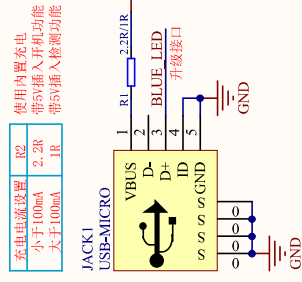 使用内置充电
带5V插入开机功能
带5V插入检测功能
充电电流设置 R2
小于100mA 2.2R
大于100mA 1R
2.2R/1R
R1
BLUE_LED
升级接口
GND
1 2 3 4 5
VBUS
D-
D+
ID
GND
JACK1
USB-MICRO
S 0
S 0
S 0
S 0
GND